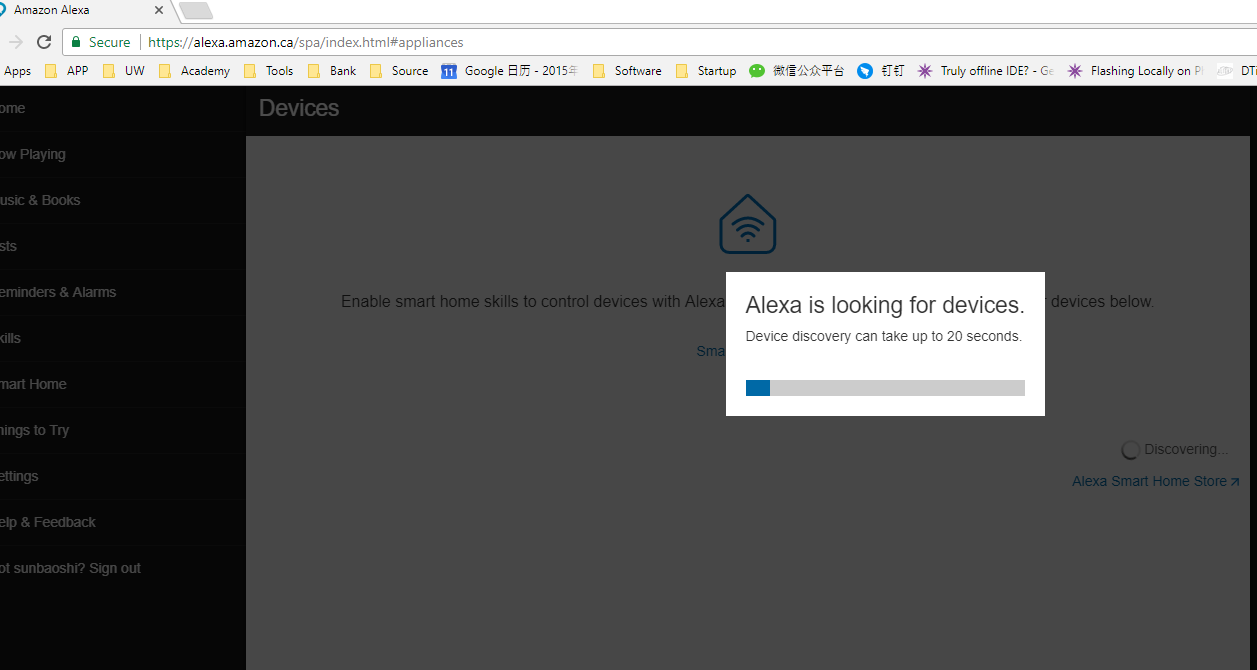 Amazon Alexa
Secure https://alexa.amazon.ca/spa/index.html#appliances
Apps APP UW Academy Tools Bank Source 11 Google 日历 - 2015年 Software Startup 微信公众平台 钉钉 Truly offline IDE? - Ge Flashing Locally on DTi
ome
Devices
ow Playing
usic & Books
sts
eminders & Alarms
kills
mart Home
hings to Try
ettings
elp & Feedback
ot sunbaoshi? Sign out
Enable smart home skills to control devices with Alexa devices below.
Alexa is looking for devices.
Device discovery can take up to 20 seconds.
Sma
Discovering...
Alexa Smart Home Store